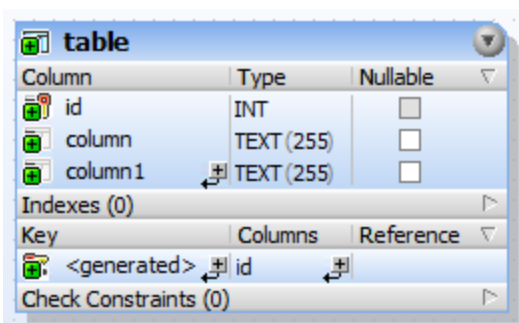 table
Column Type Nullable
id INT
column TEXT (255)
column1 TEXT (255)
Indexes (0)
Key Columns Reference
<generated> id
Check Constraints (0)